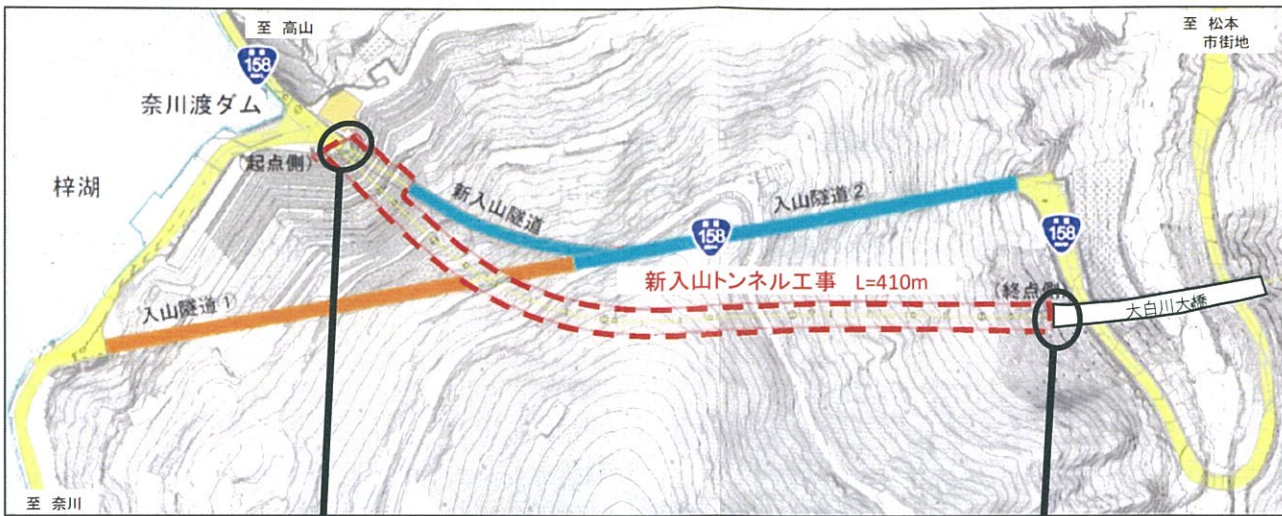 至 高山
至 松本
市街地
158
奈川渡ダム
(起点側)
梓湖
新入山隧道
入山隧道2
158
158
新入山トンネル工事 L=410m
(終点側)
大白川大橋
入山隧道1
至 奈川